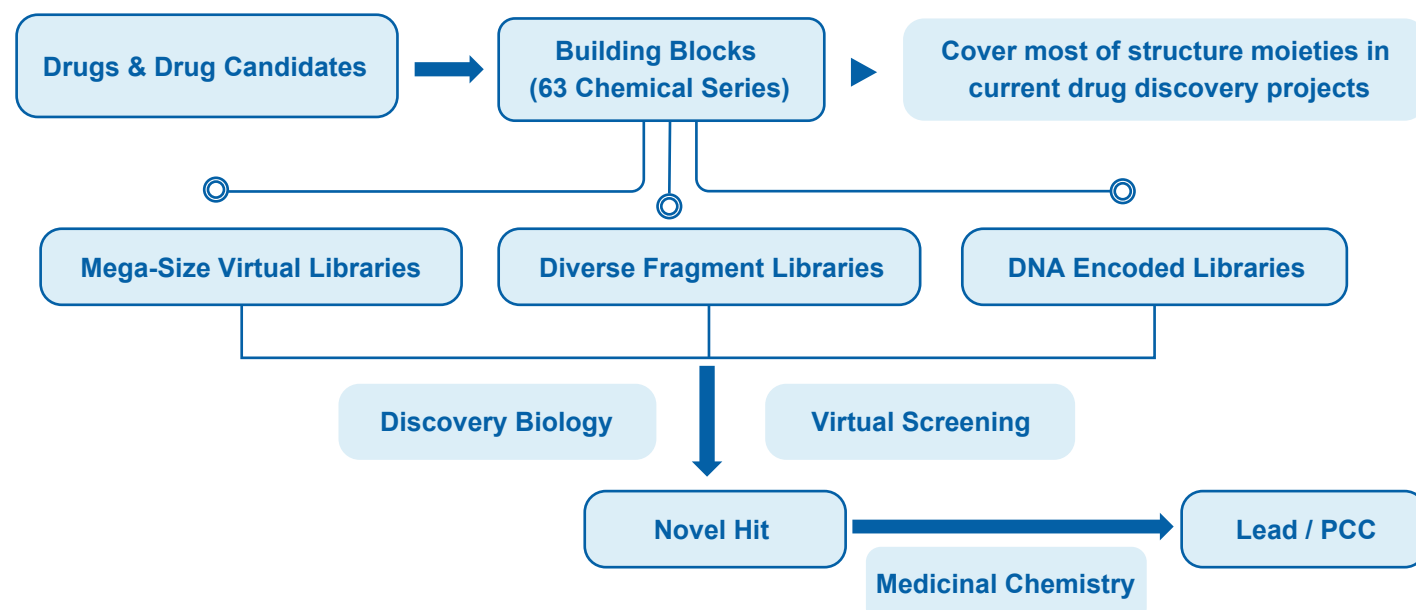 Drugs & Drug Candidates
Building Blocks
(63 Chemical Series)
Cover most of structure moieties in
current drug discovery projects
Mega-Size Virtual Libraries
Diverse Fragment Libraries
DNA Encoded Libraries
Discovery Biology
Virtual Screening
Novel Hit
Lead / PCC
Medicinal Chemistry